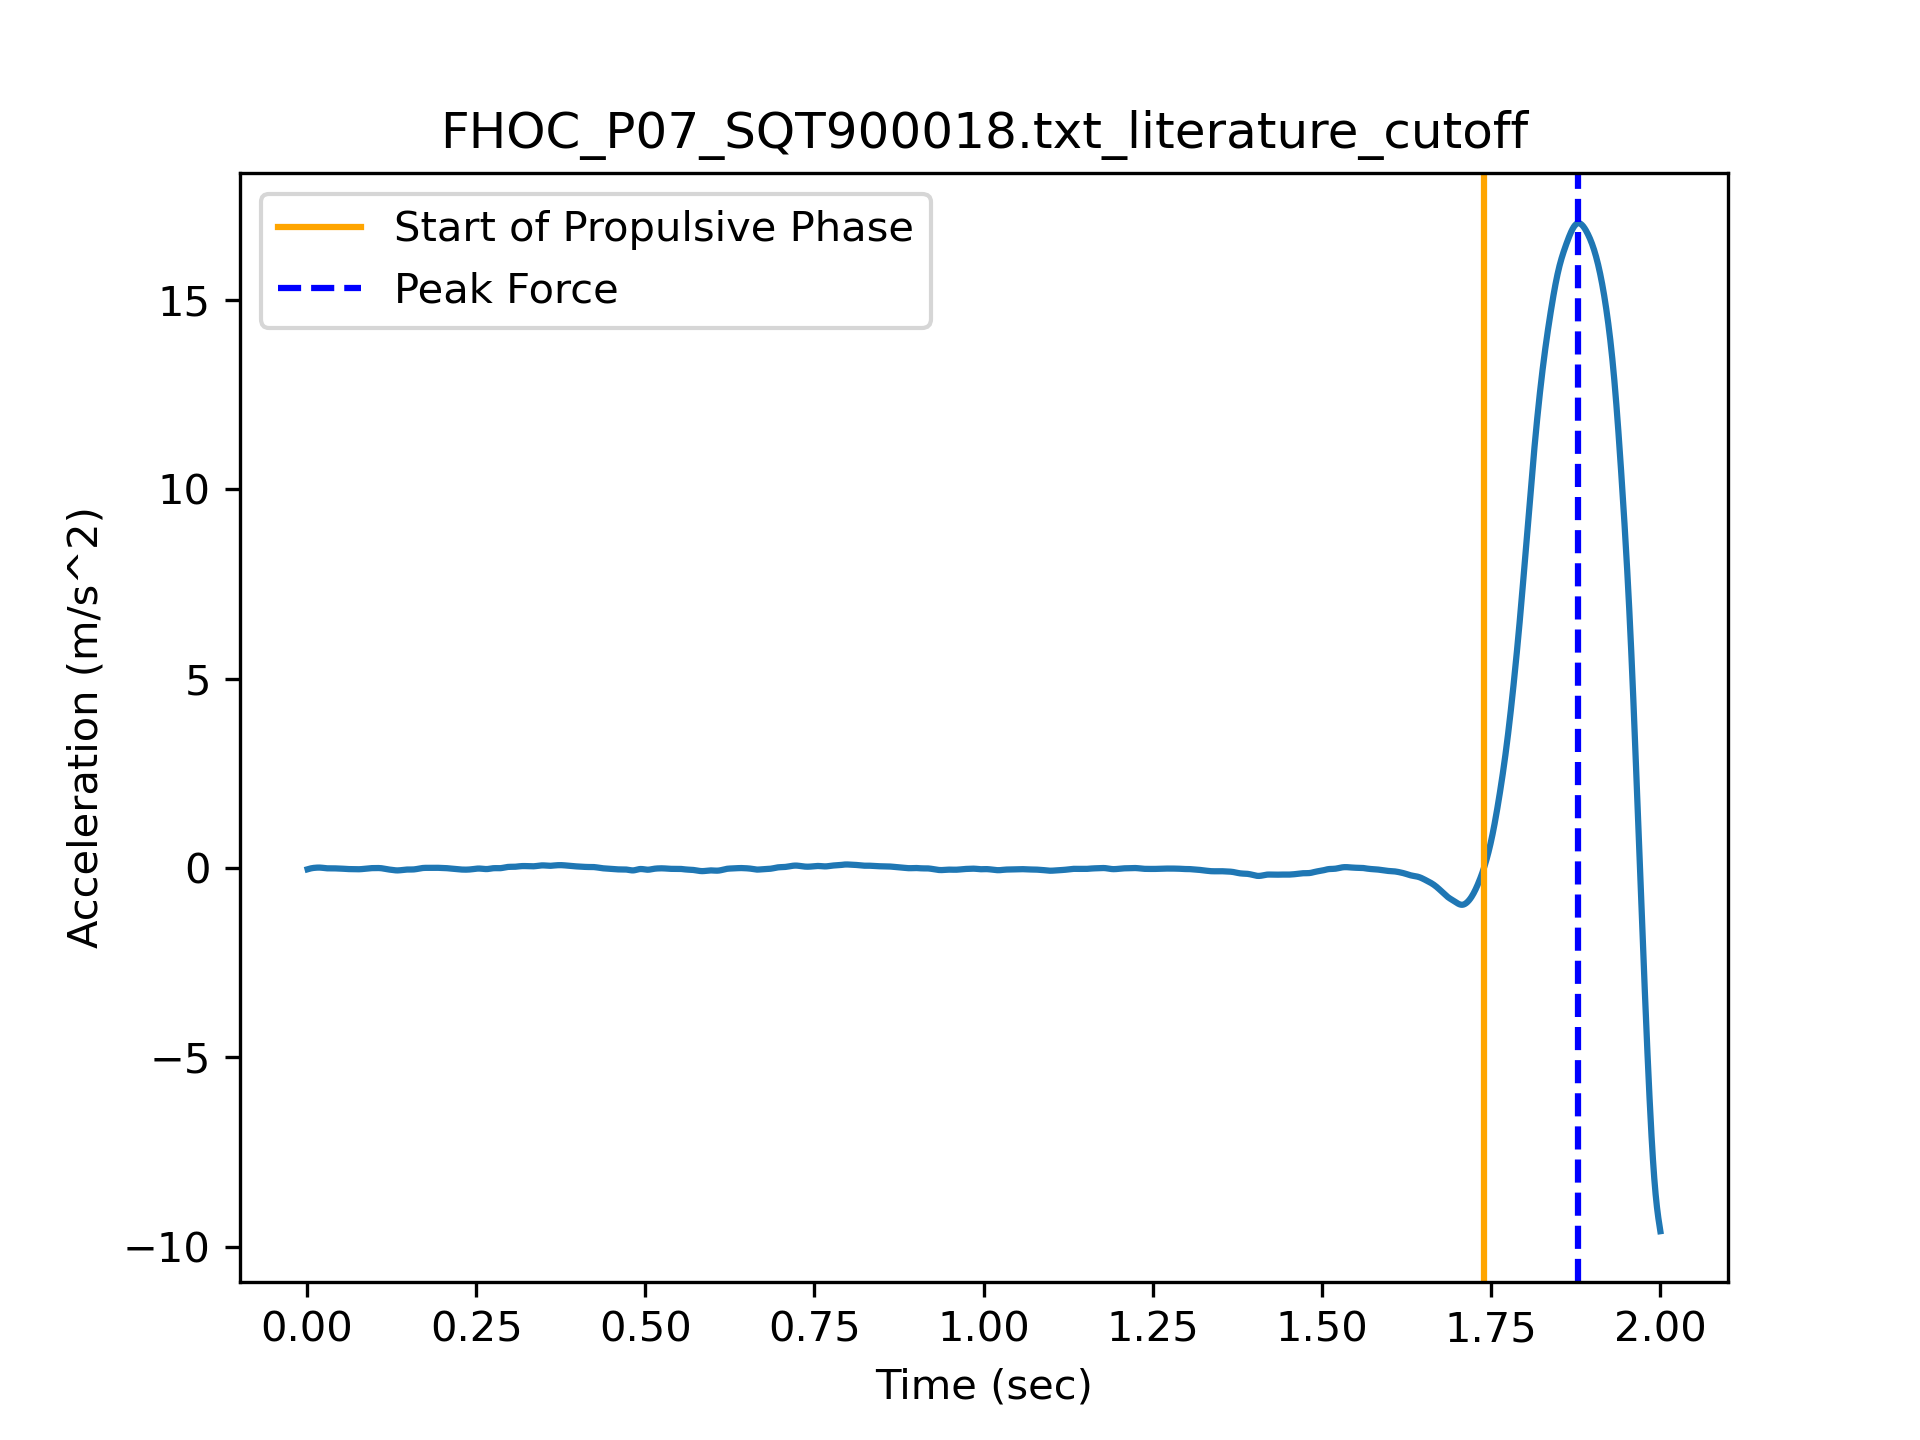 FHOC_P07_SQT900018.txt_literature_cutoff
Start of Propulsive Phase
Peak Force
15
10
5
0
−5
−10
Acceleration (m/s^2)
0.00 0.25 0.50 0.75 1.00 1.25 1.50 1.75 2.00
Time (sec)